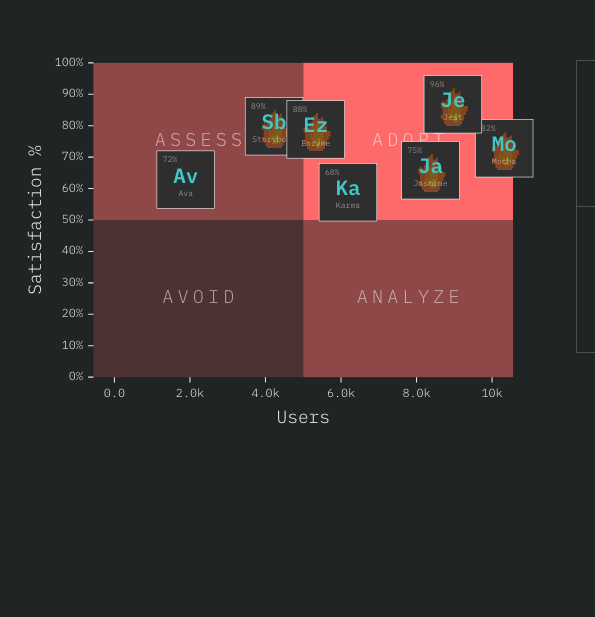 100%
90%
80%
70%
60%
50%
40%
30%
20%
10%
0%
Satisfaction %
ASSESS
ADOPT
AVOID
ANALYZE
96%
Je
Jest
89%
Sb
Storybo
88%
Ez
Enzyme
82%
Mo
Mocha
75%
Ja
Jasmine
72%
Av
Ava
68%
Ka
Karma
0.0
2.0k
4.0k
6.0k
8.0k
10k
Users